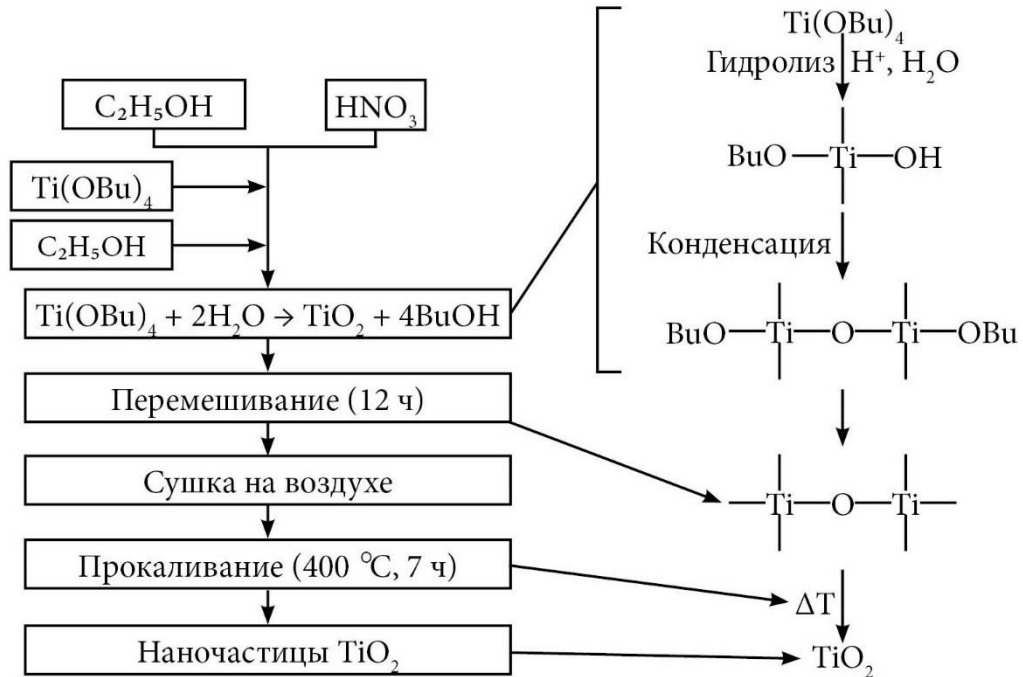 C₂H₅OH
HNO₃
Ti(OBu)₄
C₂H₅OH
Ti(OBu)₄ + 2H₂O → TiO₂ + 4BuOH
Перемешивание (12 ч)
Сушка на воздухе
Прокаливание (400 °C, 7 ч)
Наночастицы TiO₂
Ti(OBu)₄
Гидролиз H⁺, H₂O
BuO—Ti—OH
Конденсация
BuO—Ti—O—Ti—OBu
—Ti—O—Ti—
ΔT
TiO₂